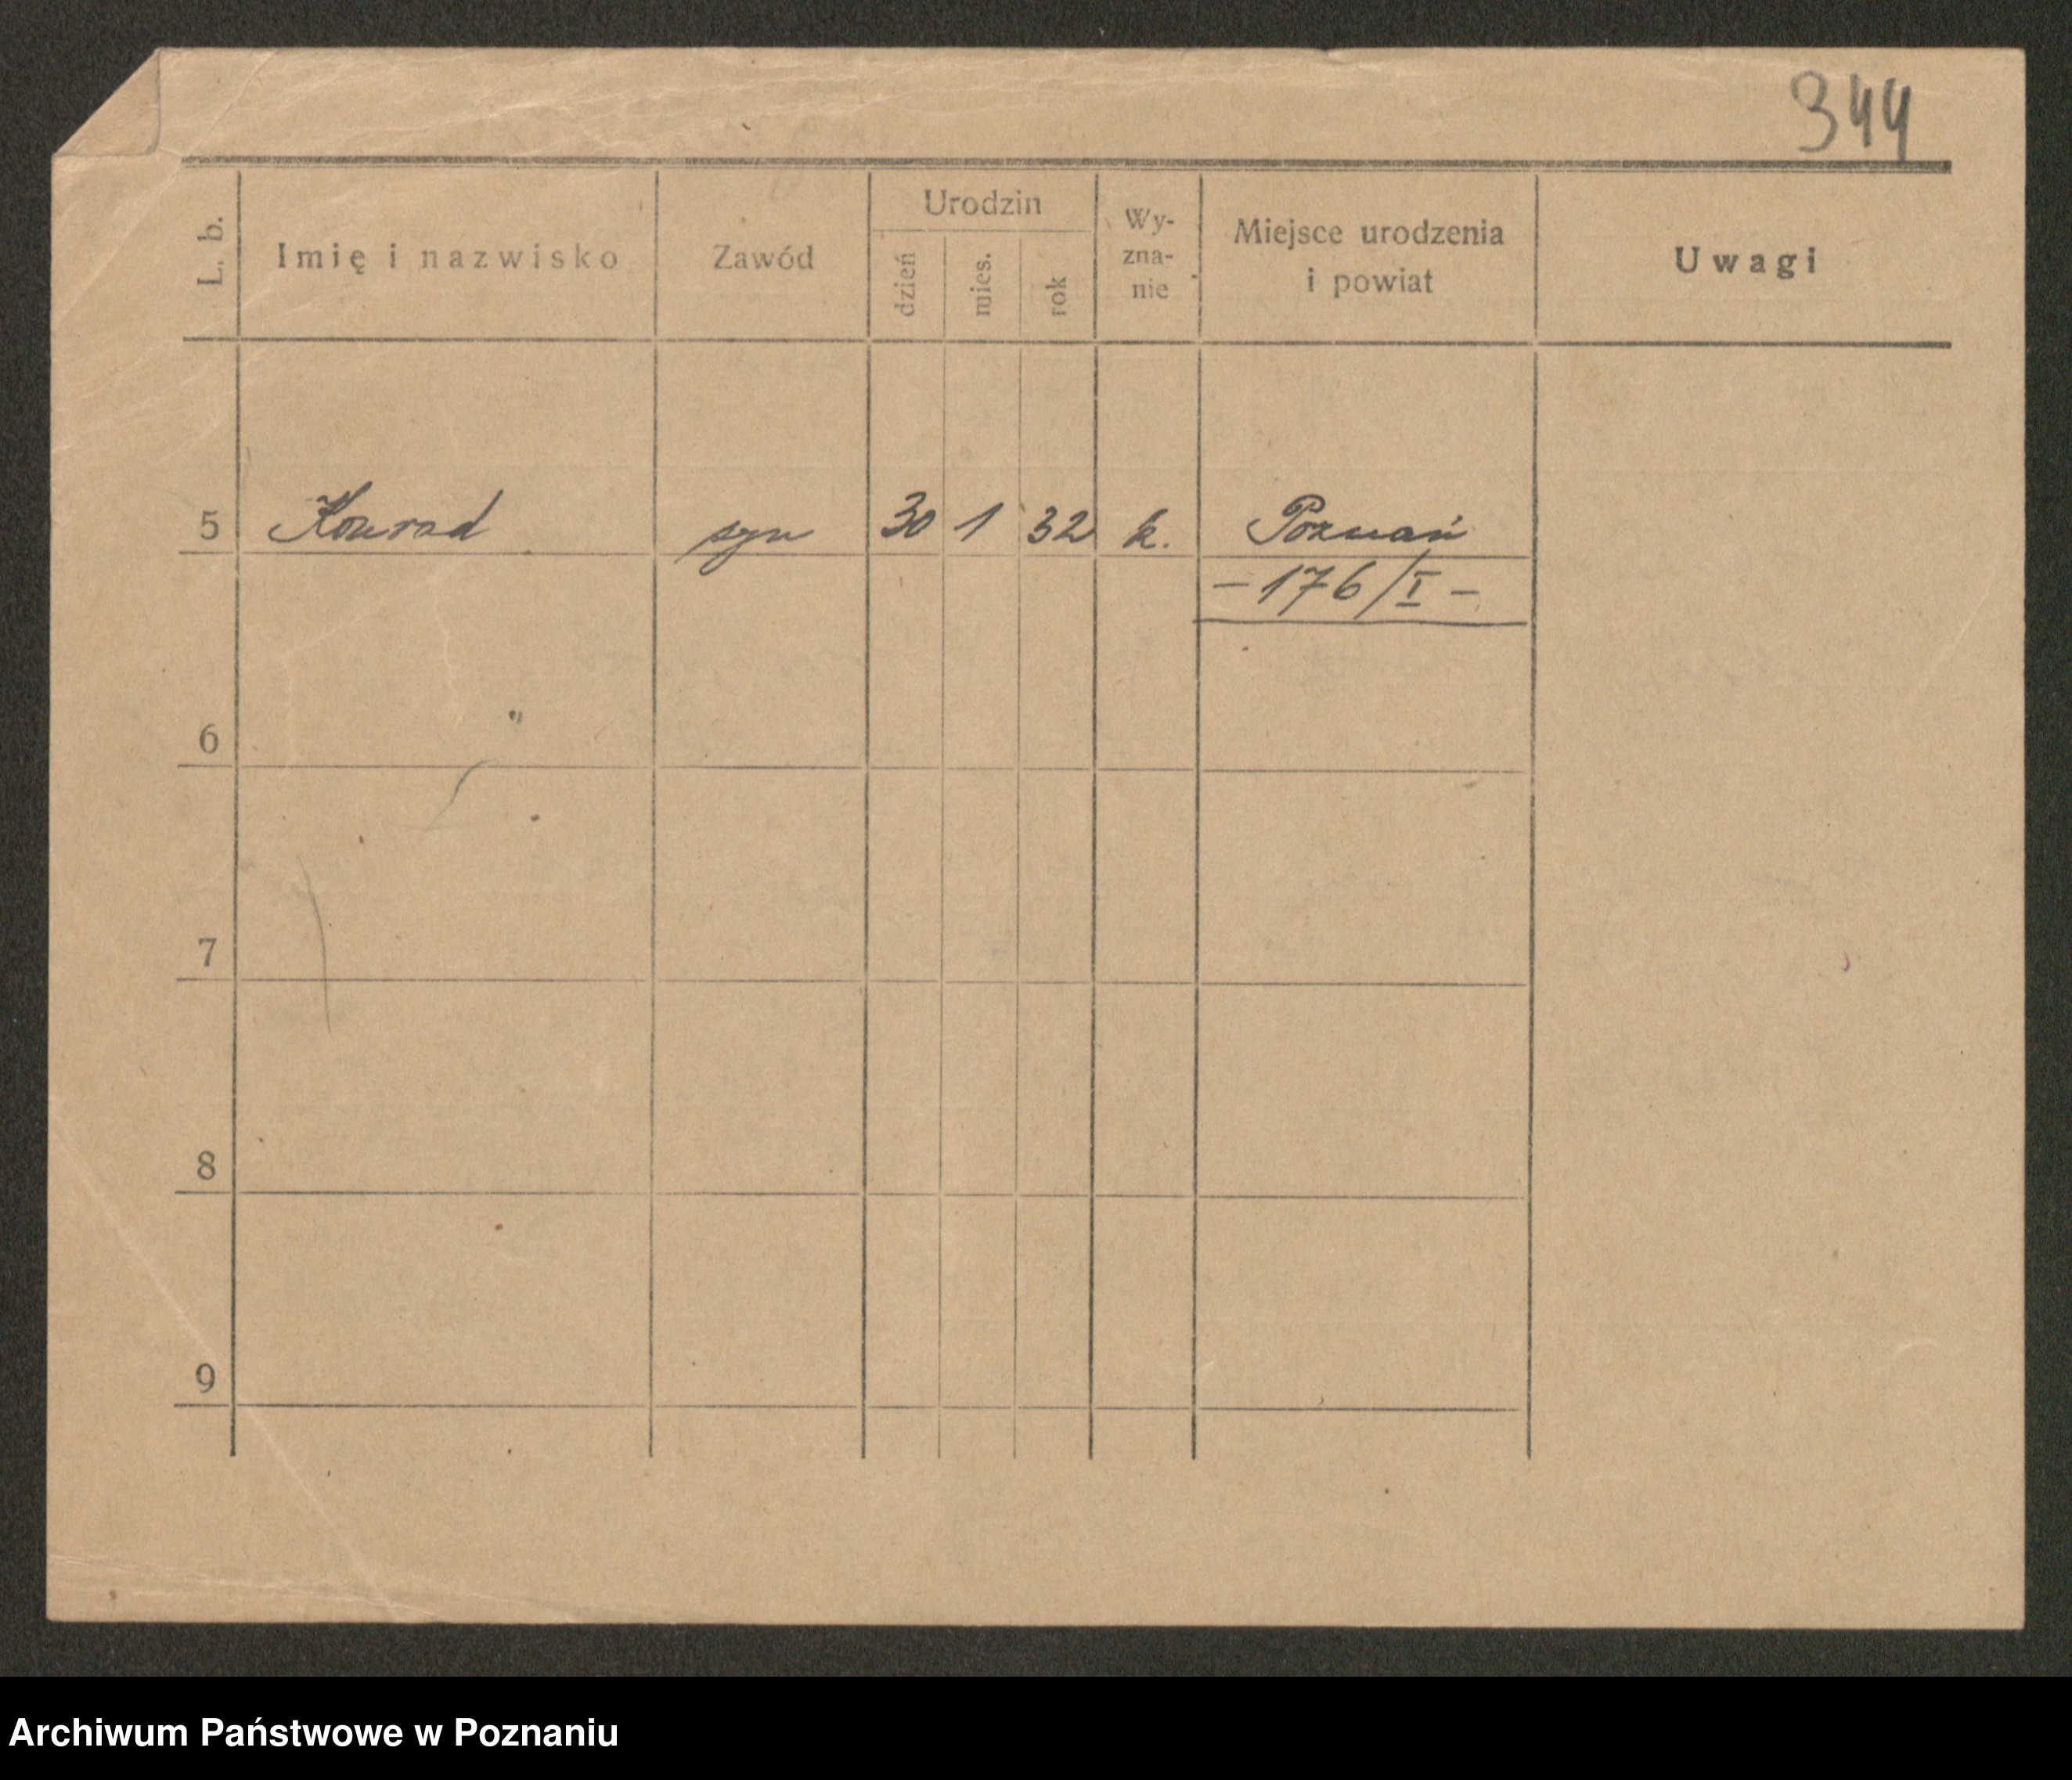 344
L. b. Imię i nazwisko Zawód Urodzin dzień mies. rok Wy-zna-nie Miejsce urodzenia i powiat Uwagi
5 Konrad syn 30 1 32 k. Poznań
– 176/I –
6
7
8
9
Archiwum Państwowe w Poznaniu